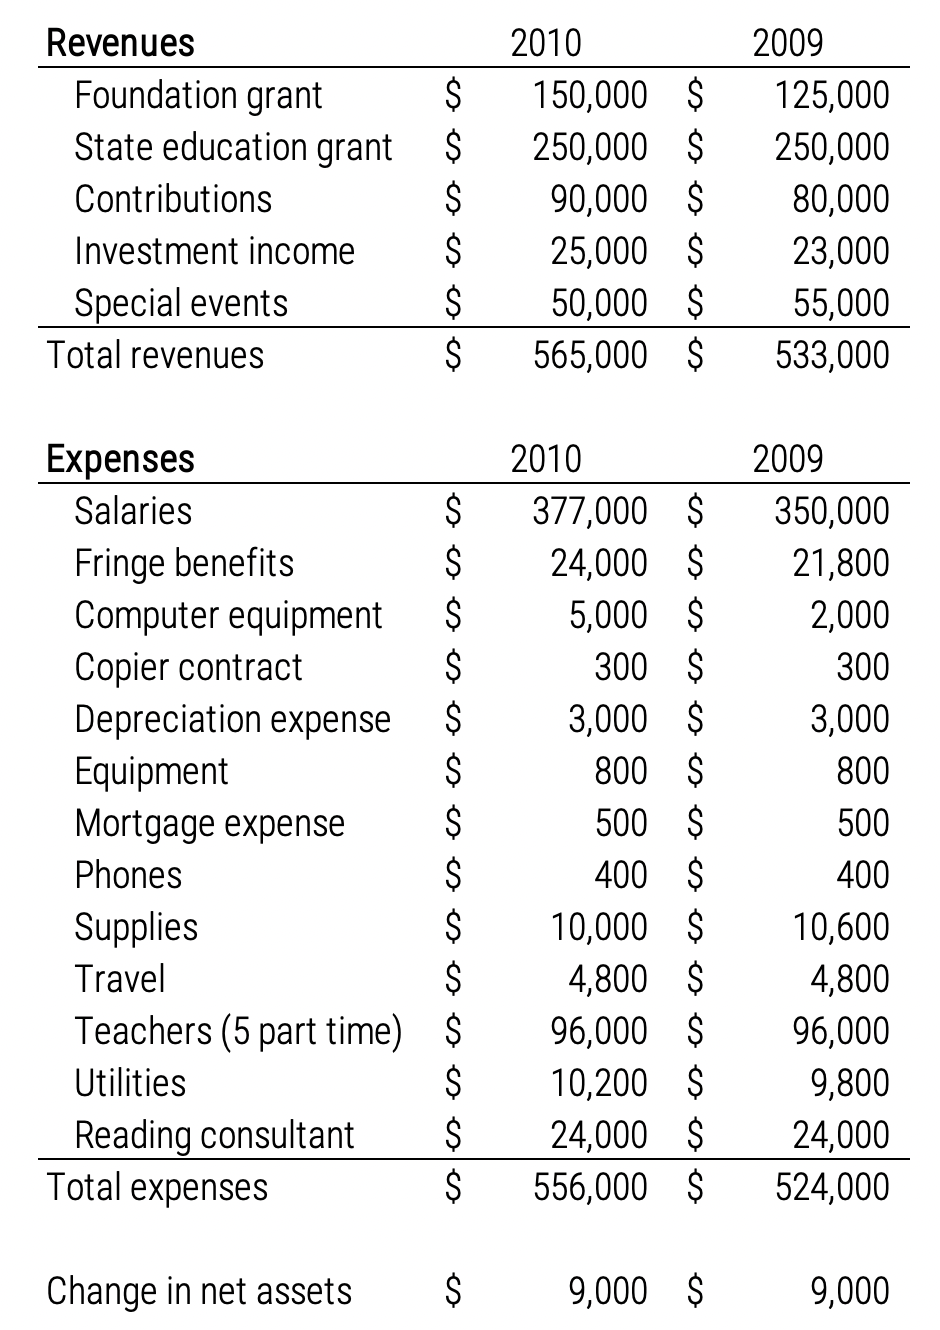 Revenues 2010 2009
Foundation grant $ 150,000 $ 125,000
State education grant $ 250,000 $ 250,000
Contributions $ 90,000 $ 80,000
Investment income $ 25,000 $ 23,000
Special events $ 50,000 $ 55,000
Total revenues $ 565,000 $ 533,000
Expenses 2010 2009
Salaries $ 377,000 $ 350,000
Fringe benefits $ 24,000 $ 21,800
Computer equipment $ 5,000 $ 2,000
Copier contract $ 300 $ 300
Depreciation expense $ 3,000 $ 3,000
Equipment $ 800 $ 800
Mortgage expense $ 500 $ 500
Phones $ 400 $ 400
Supplies $ 10,000 $ 10,600
Travel $ 4,800 $ 4,800
Teachers (5 part time) $ 96,000 $ 96,000
Utilities $ 10,200 $ 9,800
Reading consultant $ 24,000 $ 24,000
Total expenses $ 556,000 $ 524,000
Change in net assets $ 9,000 $ 9,000